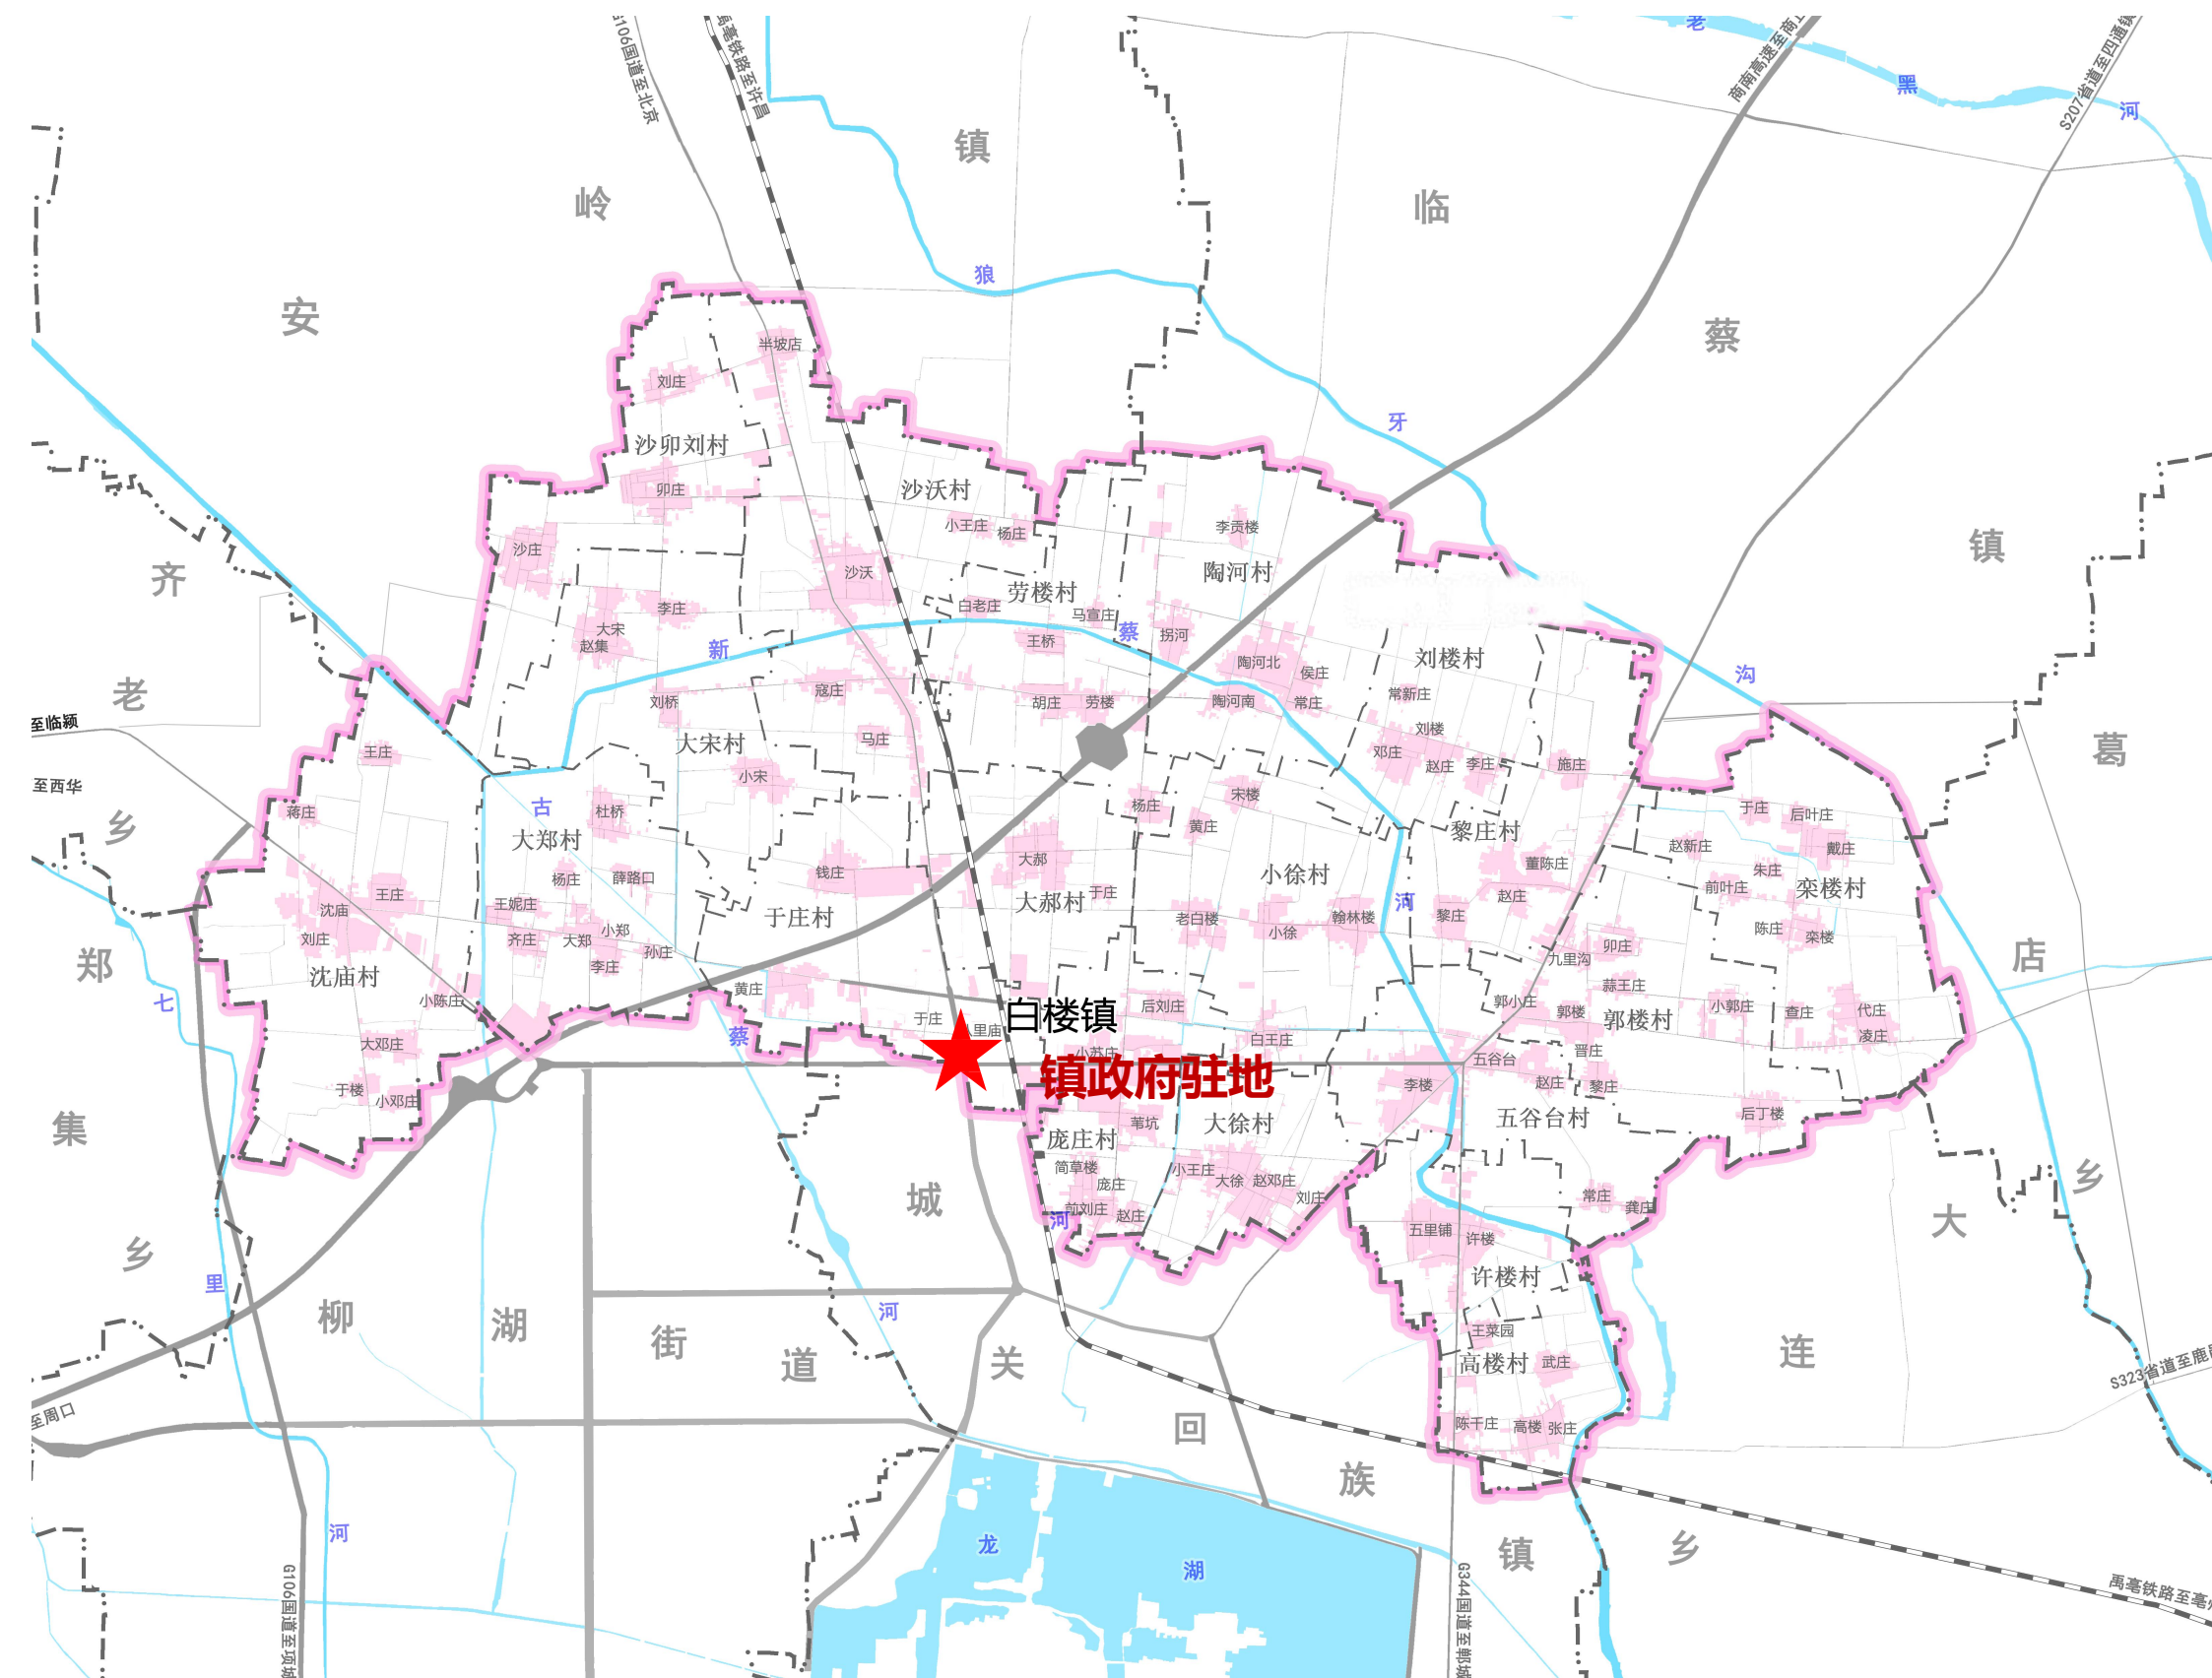 老
黑
河
G106国道至北京
禹亳铁路至许昌
S207省道至四通镇
镇
岭
临
安
狼
蔡
半坡店
刘庄
牙
沙卯刘村
卯庄
沙沃村
小王庄
杨庄
李贡楼
镇
沙庄
齐
沙沃
劳楼村
陶河村
白老庄
李庄
马宣庄
大宋
赵集
新
蔡
拐河
王桥
刘楼村
陶河北
侯庄
沟
老
寇庄
刘桥
胡庄
劳楼
陶河南
常庄
常新庄
至临颍
大宋村
马庄
刘楼
邓庄
赵庄
李庄
施庄
葛
王庄
小宋
至西华
古
杨庄
宋楼
蒋庄
杜桥
黄庄
于庄
后叶庄
乡
大郑村
黎庄村
赵新庄
戴庄
大郝
董陈庄
朱庄
杨庄
薛路口
钱庄
小徐村
前叶庄
栾楼村
王庄
于庄
赵庄
沈庙
王妮庄
大郝村
河
于庄村
老白楼
翰林楼
黎庄
刘庄
齐庄
大郑
小郑
小徐
陈庄
栾楼
孙庄
卯庄
店
郑
李庄
九里沟
沈庙村
黄庄
蒜王庄
七
小陈庄
郭小庄
后刘庄
郭楼
小郭庄
查庄
代庄
白楼镇
于庄
里庙
郭楼村
凌庄
蔡
白王庄
大邓庄
小苏庄
晋庄
五谷台
镇政府驻地
李楼
赵庄
黎庄
于楼
小邓庄
后丁楼
集
苇坑
大徐村
五谷台村
庞庄村
简草楼
小王庄
大徐
赵邓庄
庞庄
乡
城
刘庄
常庄
龚庄
前刘庄
赵庄
河
大
五里铺
许楼
乡
里
许楼村
河
柳
湖
街
道
关
王菜园
高楼村
武庄
连
S323省道至鹿
至周口
陈千庄
高楼
张庄
回
族
河
龙
湖
镇
乡
G106国道至项城
G344国道至郸城
禹亳铁路至亳